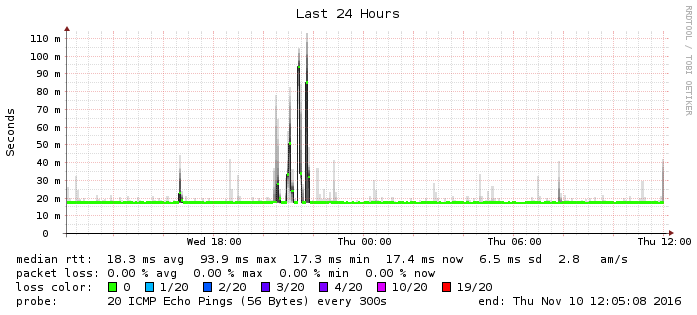 Last 24 Hours
RRDTOOL / TOBI OETIKER
Seconds
110 m
100 m
90 m
80 m
70 m
60 m
50 m
40 m
30 m
20 m
10 m
0
Wed 18:00 Thu 00:00 Thu 06:00 Thu 12:00
median rtt: 18.3 ms avg 93.9 ms max 17.3 ms min 17.4 ms now 6.5 ms sd 2.8 am/s
packet loss: 0.00 % avg 0.00 % max 0.00 % min 0.00 % now
loss color: 0 1/20 2/20 3/20 4/20 10/20 19/20
probe: 20 ICMP Echo Pings (56 Bytes) every 300s end: Thu Nov 10 12:05:08 2016